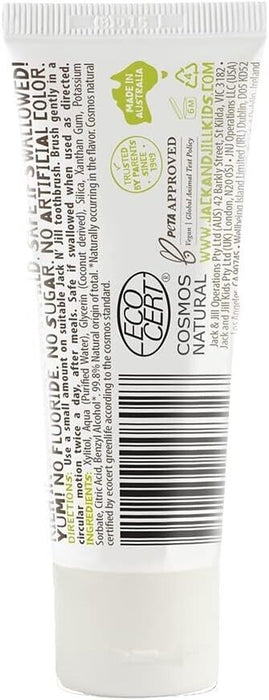 YUM! NO FLUORIDE. NO SUGAR. NO ARTIFICIAL COLOR.
DIRECTIONS: Use a small amount on suitable Jack N' Jill toothbrush. Brush gently in a
circular motion twice a day, after meals. Safe if swallowed when used as directed.
INGREDIENTS: Xylitol, Aqua (Purified Water), Glycerin (Coconut derived), Silica, Xanthan Gum, Potassium
Sorbate, Citric Acid, Benzyl Alcohol*. 99.8% Natural origin of total. *Naturally occurring in the flavor. Cosmos natural
certified by ecocert greenlife according to the cosmos standard.
MADE IN
AUSTRALIA
TRUSTED
BY PARENTS
SINCE
1949
PETA APPROVED
Vegan | Global Animal Test Policy
ECO
CERT®
COSMOS
NATURAL
6M
WWW.JACKANDJILLKIDS.COM
Jack & Jill Operations Pty Ltd (AUS) 42 Barkly Street, St Kilda, VIC 3182
Jack and Jill Kids Pty Ltd (UK) London, N20 0SJ • JNJ Operations LLC (USA)